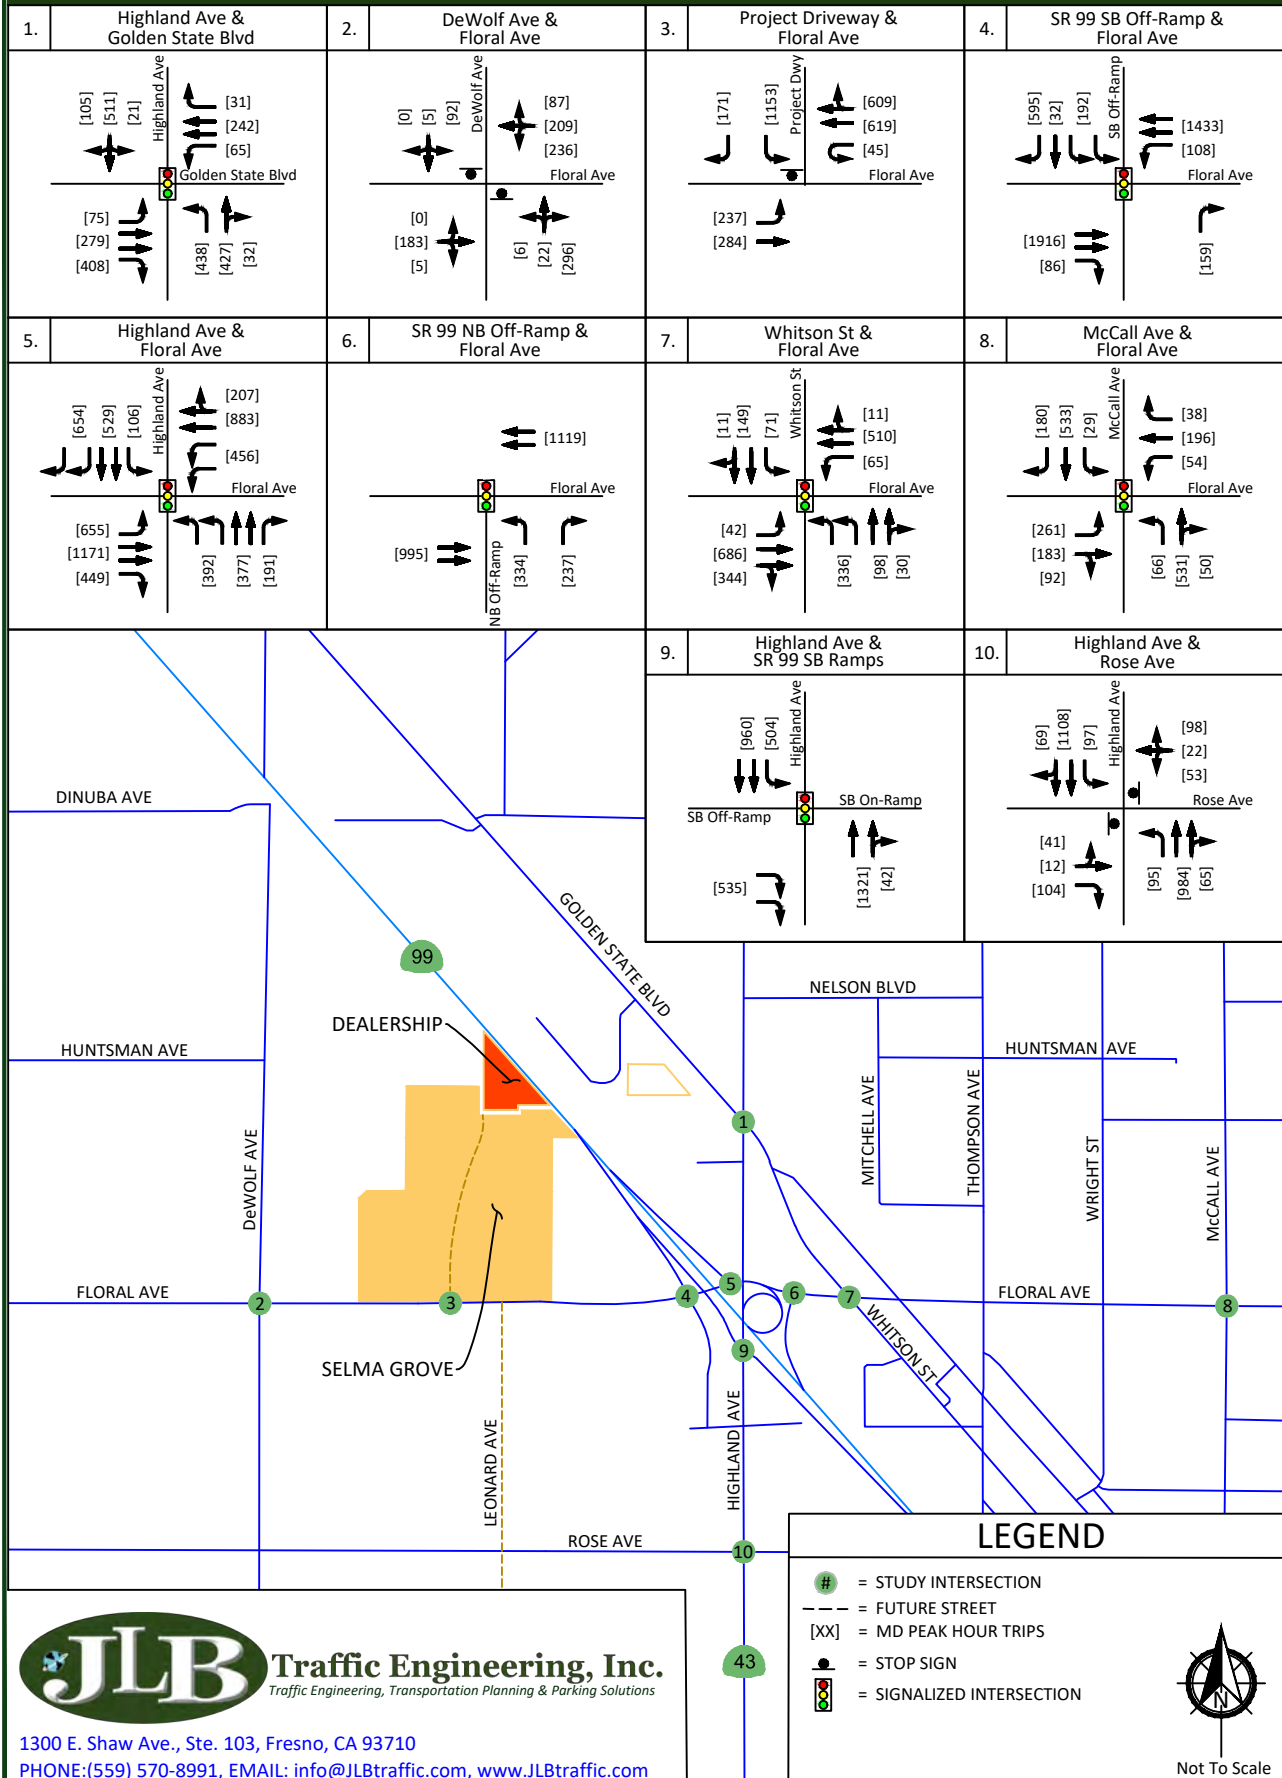 1.
Highland Ave &
Golden State Blvd
[105]
[511]
[21]
Highland Ave
[31]
[242]
[65]
Golden State Blvd
[75]
[279]
[408]
[438]
[427]
[32]
2.
DeWolf Ave &
Floral Ave
[0]
[5]
[92]
DeWolf Ave
[87]
[209]
[236]
Floral Ave
[0]
[183]
[5]
[6]
[22]
[296]
3.
Project Driveway &
Floral Ave
[171]
[1153]
Project Dwy
[609]
[619]
[45]
Floral Ave
[237]
[284]
4.
SR 99 SB Off-Ramp &
Floral Ave
[595]
[32]
[192]
SB Off-Ramp
[1433]
[108]
Floral Ave
[1916]
[86]
[159]
5.
Highland Ave &
Floral Ave
[654]
[529]
[106]
Highland Ave
[207]
[883]
[456]
Floral Ave
[655]
[1171]
[449]
[392]
[377]
[191]
6.
SR 99 NB Off-Ramp &
Floral Ave
[1119]
Floral Ave
[995]
NB Off-Ramp
[334]
[237]
7.
Whitson St &
Floral Ave
[11]
[149]
[71]
Whitson St
[11]
[510]
[65]
Floral Ave
[42]
[686]
[344]
[336]
[98]
[30]
8.
McCall Ave &
Floral Ave
[180]
[533]
[29]
McCall Ave
[38]
[196]
[54]
Floral Ave
[261]
[183]
[92]
[66]
[531]
[50]
9.
Highland Ave &
SR 99 SB Ramps
[960]
[504]
Highland Ave
SB On-Ramp
SB Off-Ramp
[535]
[1321]
[42]
10.
Highland Ave &
Rose Ave
[69]
[1108]
[97]
Highland Ave
[98]
[22]
[53]
Rose Ave
[41]
[12]
[104]
[95]
[984]
[65]
DINUBA AVE
GOLDEN STATE BLVD
99
NELSON BLVD
DEALERSHIP
HUNTSMAN AVE
HUNTSMAN AVE
MITCHELL AVE
THOMPSON AVE
WRIGHT ST
McCALL AVE
DeWOLF AVE
1
FLORAL AVE
FLORAL AVE
2
3
4
5
6
7
8
9
WHITSON ST
SELMA GROVE
HIGHLAND AVE
LEONARD AVE
ROSE AVE
10
43
LEGEND
# = STUDY INTERSECTION
= FUTURE STREET
[XX] = MD PEAK HOUR TRIPS
= STOP SIGN
= SIGNALIZED INTERSECTION
N
Not To Scale
JLB Traffic Engineering, Inc.
Traffic Engineering, Transportation Planning & Parking Solutions
1300 E. Shaw Ave., Ste. 103, Fresno, CA 93710
PHONE:(559) 570-8991, EMAIL: info@JLBtraffic.com, www.JLBtraffic.com